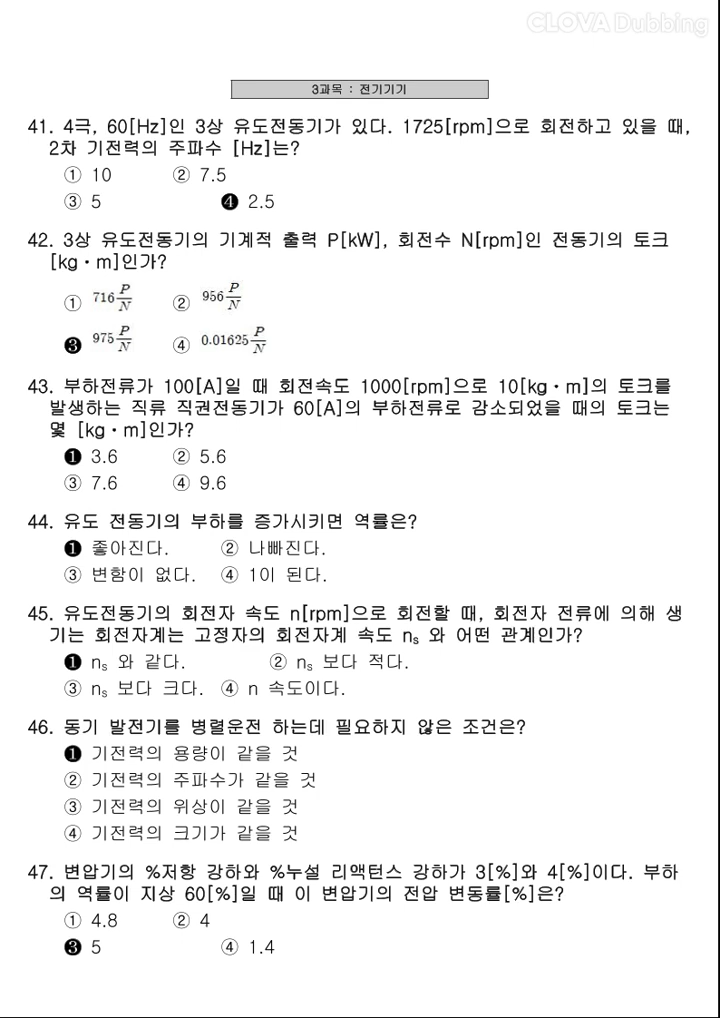 CLOVA Dubbing
3과목 : 전기기기
41. 4극, 60[Hz]인 3상 유도전동기가 있다. 1725[rpm]으로 회전하고 있을 때,
2차 기전력의 주파수 [Hz]는?
① 10 ② 7.5
③ 5 ❹ 2.5
42. 3상 유도전동기의 기계적 출력 P[kW], 회전수 N[rpm]인 전동기의 토크
[kg·m]인가?
① 716 P/N ② 956 P/N
❸ 975 P/N ④ 0.01625 P/N
43. 부하전류가 100[A]일 때 회전속도 1000[rpm]으로 10[kg·m]의 토크를
발생하는 직류 직권전동기가 60[A]의 부하전류로 감소되었을 때의 토크는
몇 [kg·m]인가?
❶ 3.6 ② 5.6
③ 7.6 ④ 9.6
44. 유도 전동기의 부하를 증가시키면 역률은?
❶ 좋아진다. ② 나빠진다.
③ 변함이 없다. ④ 1이 된다.
45. 유도전동기의 회전자 속도 n[rpm]으로 회전할 때, 회전자 전류에 의해 생
기는 회전자계는 고정자의 회전자계 속도 nₛ 와 어떤 관계인가?
❶ nₛ 와 같다. ② nₛ 보다 적다.
③ nₛ 보다 크다. ④ n 속도이다.
46. 동기 발전기를 병렬운전 하는데 필요하지 않은 조건은?
❶ 기전력의 용량이 같을 것
② 기전력의 주파수가 같을 것
③ 기전력의 위상이 같을 것
④ 기전력의 크기가 같을 것
47. 변압기의 %저항 강하와 %누설 리액턴스 강하가 3[%]와 4[%]이다. 부하
의 역률이 지상 60[%]일 때 이 변압기의 전압 변동률[%]은?
① 4.8 ② 4
❸ 5 ④ 1.4